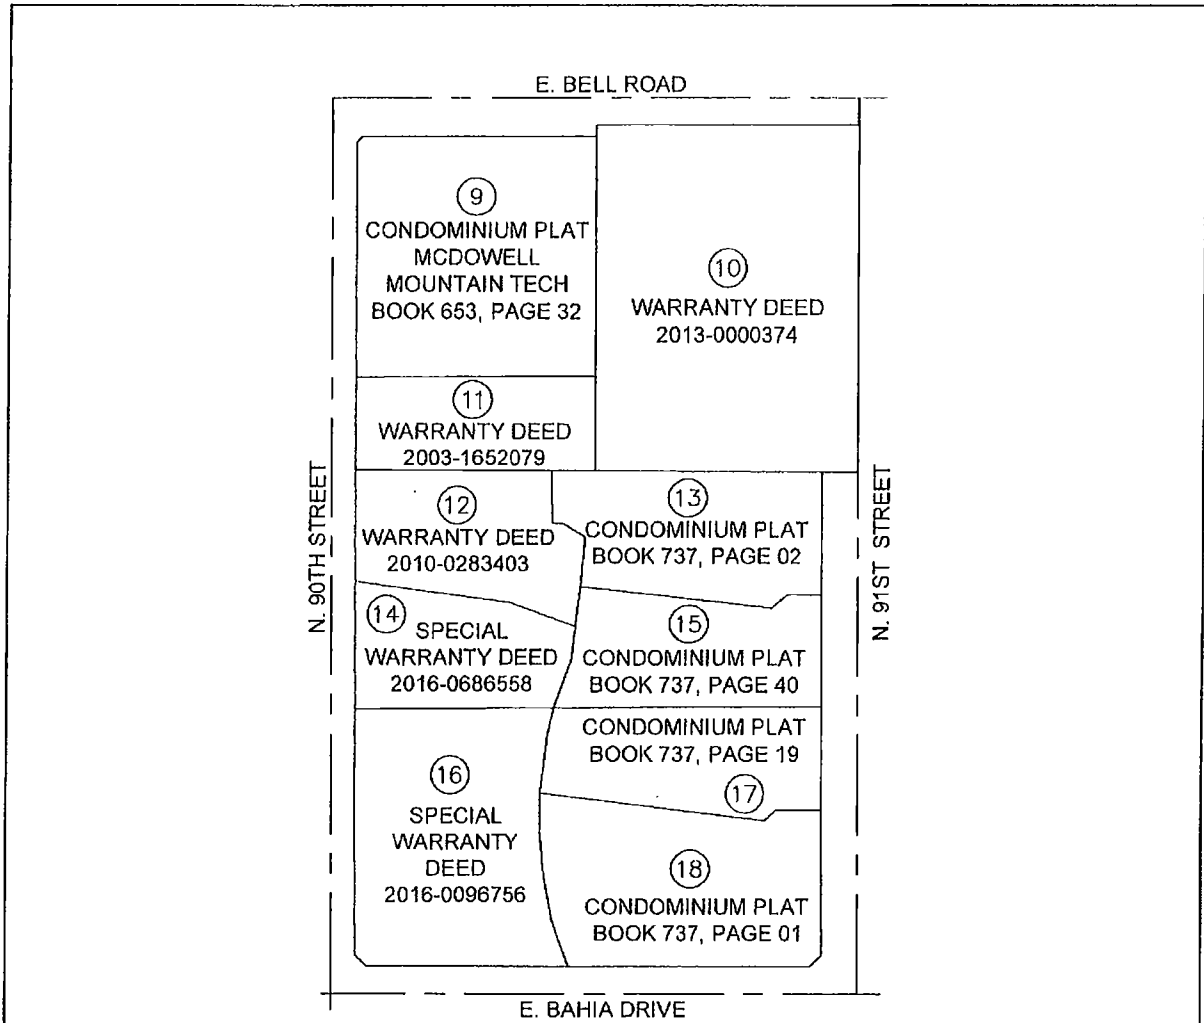 E. BELL ROAD
9
CONDOMINIUM PLAT
MCDOWELL
MOUNTAIN TECH
BOOK 653, PAGE 32
10
WARRANTY DEED
2013-0000374
11
WARRANTY DEED
2003-1652079
N. 90TH STREET
12
WARRANTY DEED
2010-0283403
13
CONDOMINIUM PLAT
BOOK 737, PAGE 02
N. 91ST STREET
14
SPECIAL
WARRANTY DEED
2016-0686558
15
CONDOMINIUM PLAT
BOOK 737, PAGE 40
CONDOMINIUM PLAT
BOOK 737, PAGE 19
17
16
SPECIAL
WARRANTY
DEED
2016-0096756
18
CONDOMINIUM PLAT
BOOK 737, PAGE 01
E. BAHIA DRIVE